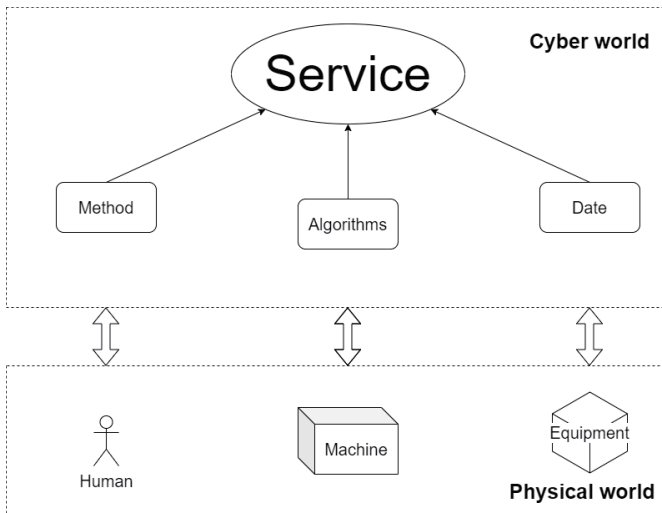 Cyber world
Service
Method
Algorithms
Date
Human
Machine
Equipment
Physical world